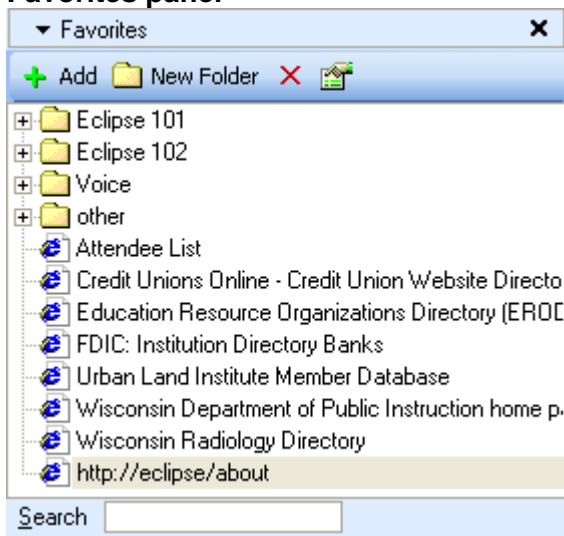 Favorites panel
Favorites
Add New Folder
Eclipse 101
Eclipse 102
Voice
other
Attendee List
Credit Unions Online - Credit Union Website Directo
Education Resource Organizations Directory (EROD
FDIC: Institution Directory Banks
Urban Land Institute Member Database
Wisconsin Department of Public Instruction home pa
Wisconsin Radiology Directory
http://eclipse/about
Search